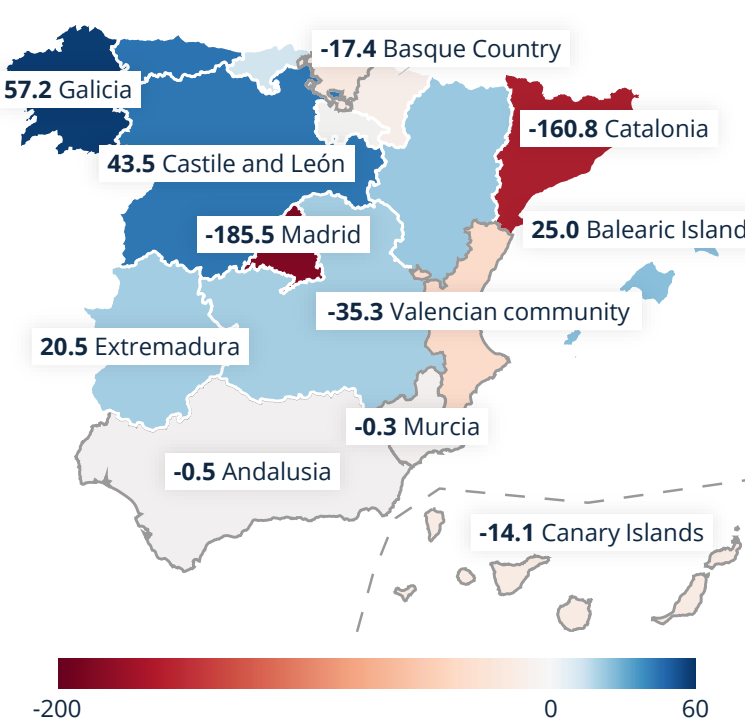 -17.4 Basque Country
57.2 Galicia
-160.8 Catalonia
43.5 Castile and León
-185.5 Madrid
25.0 Balearic Island
-35.3 Valencian community
20.5 Extremadura
-0.3 Murcia
-0.5 Andalusia
-14.1 Canary Islands
-200 0 60